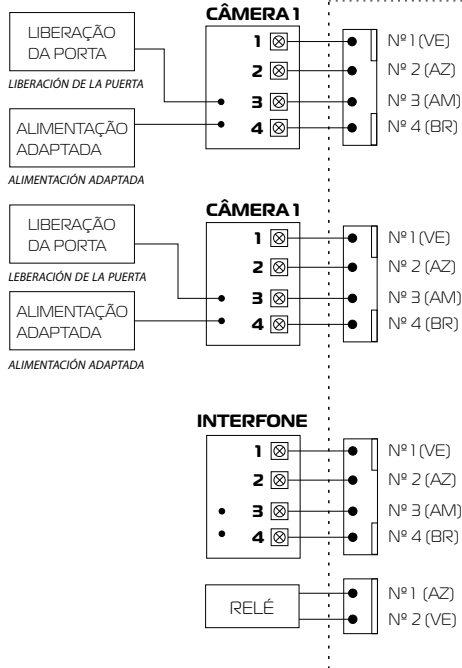 CÂMERA 1
LIBERAÇÃO
DA PORTA
LIBERACIÓN DE LA PUERTA
ALIMENTAÇÃO
ADAPTADA
ALIMENTACIÓN ADAPTADA
1
2
3
4
Nº 1 (VE)
Nº 2 (AZ)
Nº 3 (AM)
Nº 4 (BR)
CÂMERA 1
LIBERAÇÃO
DA PORTA
LEBERACIÓN DE LA PUERTA
ALIMENTAÇÃO
ADAPTADA
ALIMENTACIÓN ADAPTADA
1
2
3
4
Nº 1 (VE)
Nº 2 (AZ)
Nº 3 (AM)
Nº 4 (BR)
INTERFONE
1
2
3
4
Nº 1 (VE)
Nº 2 (AZ)
Nº 3 (AM)
Nº 4 (BR)
RELÉ
Nº 1 (AZ)
Nº 2 (VE)